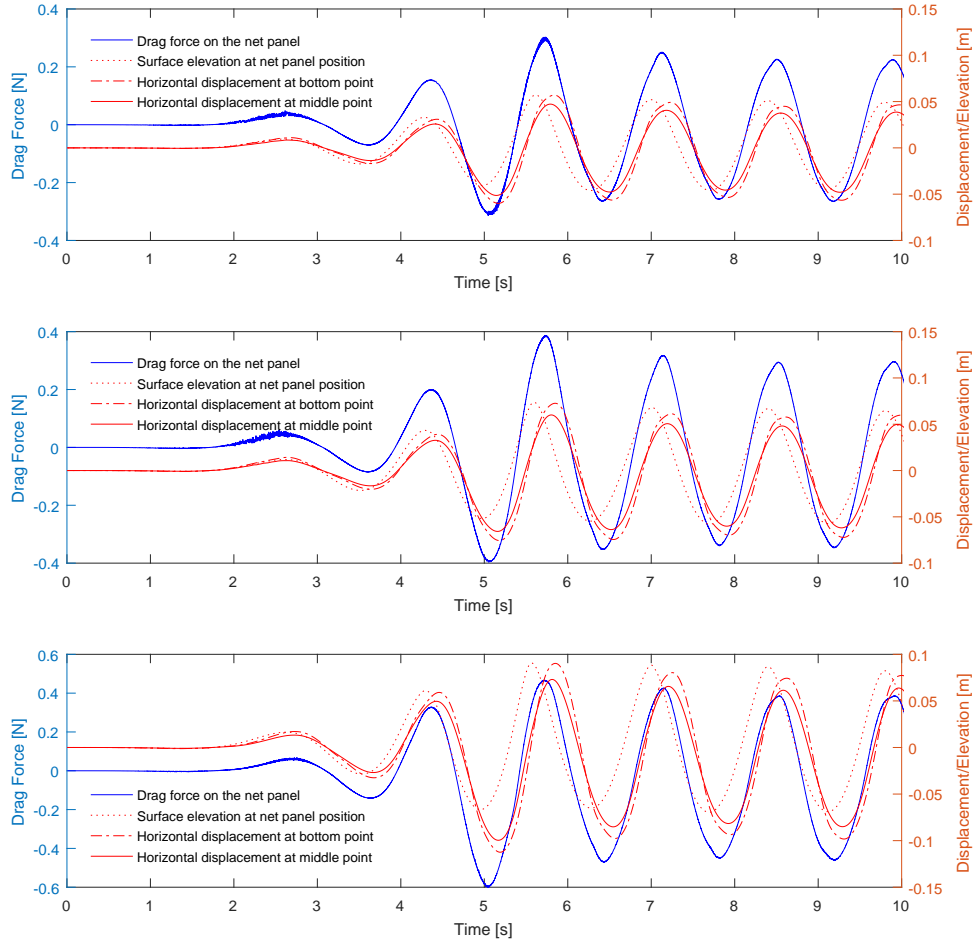 0.4
0.2
0
-0.2
-0.4
Drag Force [N]
Drag force on the net panel
Surface elevation at net panel position
Horizontal displacement at bottom point
Horizontal displacement at middle point
0.15
0.1
0.05
0
-0.05
-0.1
Displacement/Elevation [m]
0 1 2 3 4 5 6 7 8 9 10
Time [s]
0.4
0.2
0
-0.2
-0.4
Drag Force [N]
Drag force on the net panel
Surface elevation at net panel position
Horizontal displacement at bottom point
Horizontal displacement at middle point
0.15
0.1
0.05
0
-0.05
-0.1
Displacement/Elevation [m]
0 1 2 3 4 5 6 7 8 9 10
Time [s]
0.6
0.4
0.2
0
-0.2
-0.4
-0.6
Drag Force [N]
Drag force on the net panel
Surface elevation at net panel position
Horizontal displacement at bottom point
Horizontal displacement at middle point
0.1
0.05
0
-0.05
-0.1
-0.15
Displacement/Elevation [m]
0 1 2 3 4 5 6 7 8 9 10
Time [s]